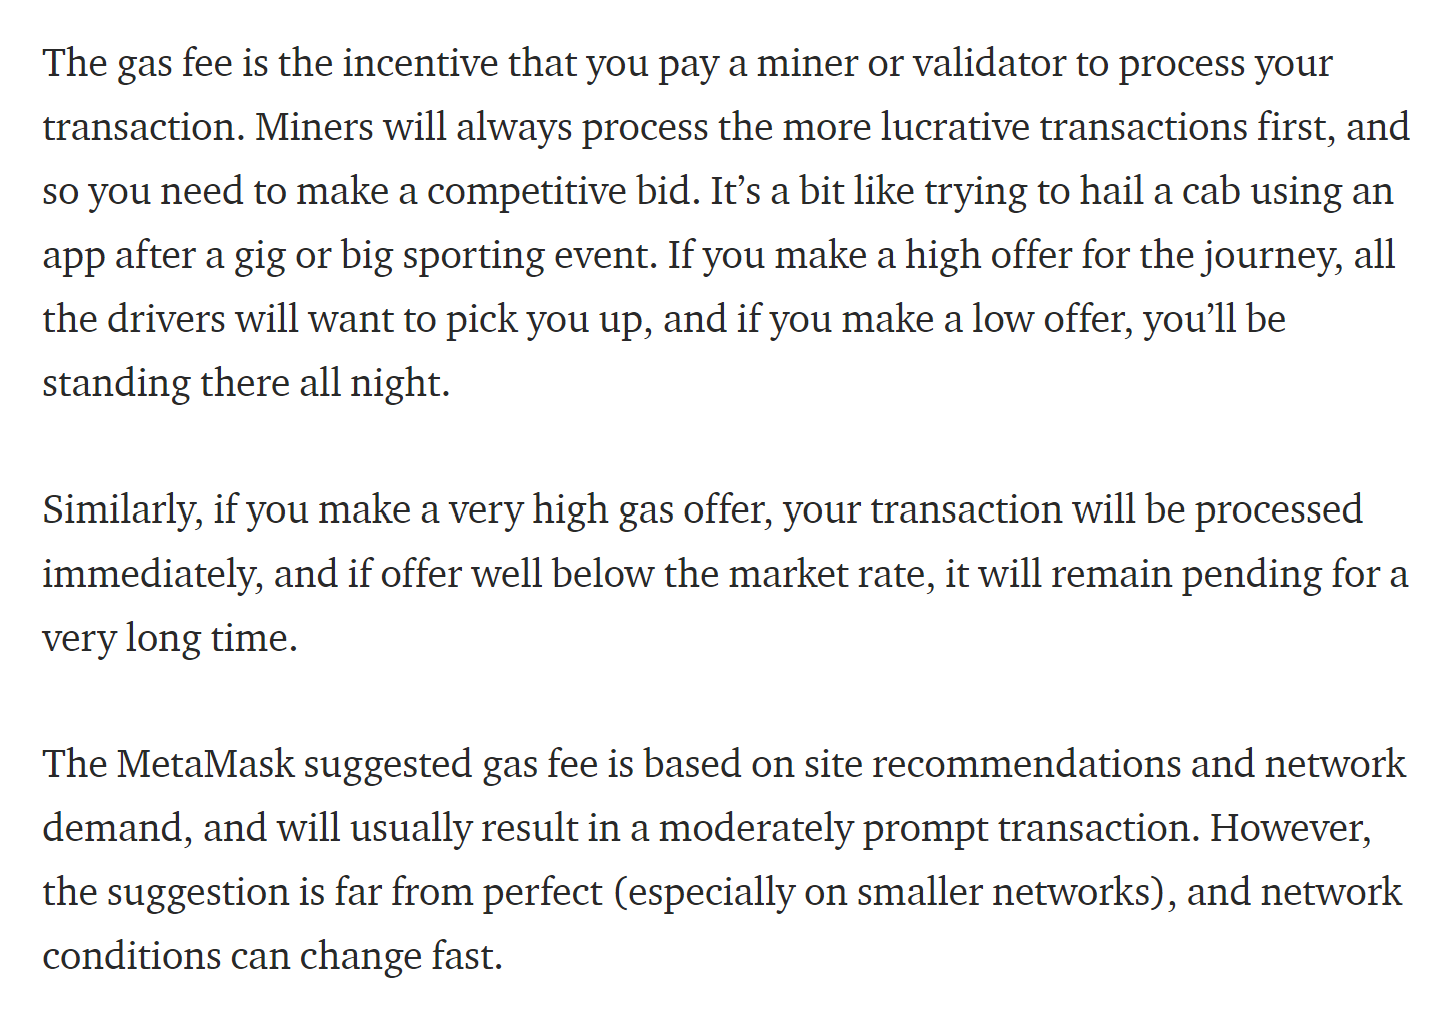 The gas fee is the incentive that you pay a miner or validator to process your
transaction. Miners will always process the more lucrative transactions first, and
so you need to make a competitive bid. It’s a bit like trying to hail a cab using an
app after a gig or big sporting event. If you make a high offer for the journey, all
the drivers will want to pick you up, and if you make a low offer, you’ll be
standing there all night.
Similarly, if you make a very high gas offer, your transaction will be processed
immediately, and if offer well below the market rate, it will remain pending for a
very long time.
The MetaMask suggested gas fee is based on site recommendations and network
demand, and will usually result in a moderately prompt transaction. However,
the suggestion is far from perfect (especially on smaller networks), and network
conditions can change fast.